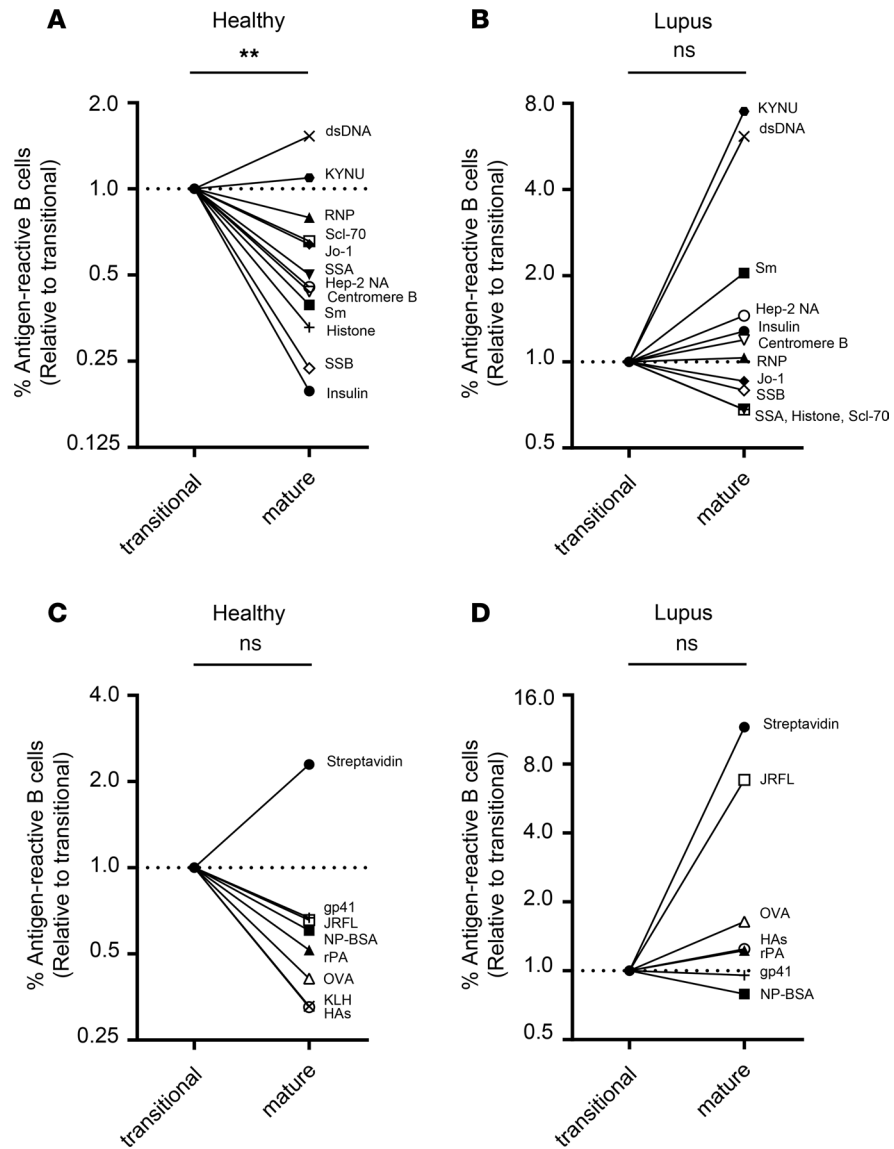 A
Healthy
**
% Antigen-reactive B cells
(Relative to transitional)
2.0
1.0
0.5
0.25
0.125
dsDNA
KYNU
RNP
Scl-70
Jo-1
SSA
Hep-2 NA
Centromere B
Sm
Histone
SSB
Insulin
transitional
mature
B
Lupus
ns
% Antigen-reactive B cells
(Relative to transitional)
8.0
4.0
2.0
1.0
0.5
KYNU
dsDNA
Sm
Hep-2 NA
Insulin
Centromere B
RNP
Jo-1
SSB
SSA, Histone, Scl-70
transitional
mature
C
Healthy
ns
% Antigen-reactive B cells
(Relative to transitional)
4.0
2.0
1.0
0.5
0.25
Streptavidin
gp41
JRFL
NP-BSA
rPA
OVA
KLH
HAs
transitional
mature
D
Lupus
ns
% Antigen-reactive B cells
(Relative to transitional)
16.0
8.0
4.0
2.0
1.0
0.5
Streptavidin
JRFL
OVA
HAs
rPA
gp41
NP-BSA
transitional
mature